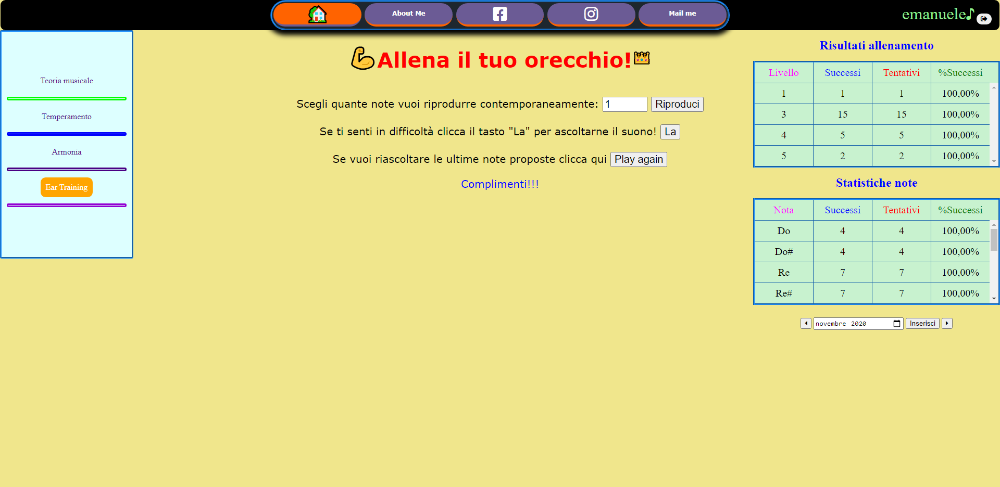 About Me
Mail me
emanuele
Teoria musicale
Temperamento
Armonia
Ear Training
Allena il tuo orecchio!
Scegli quante note vuoi riprodurre contemporaneamente: 1 Riproduci
Se ti senti in difficoltà clicca il tasto "La" per ascoltarne il suono! La
Se vuoi riascoltare le ultime note proposte clicca qui Play again
Complimenti!!!
Risultati allenamento
Livello Successi Tentativi %Successi
1 1 1 100,00%
3 15 15 100,00%
4 5 5 100,00%
5 2 2 100,00%
Statistiche note
Nota Successi Tentativi %Successi
Do 4 4 100,00%
Do# 4 4 100,00%
Re 7 7 100,00%
Re# 7 7 100,00%
novembre 2020 Inserisci